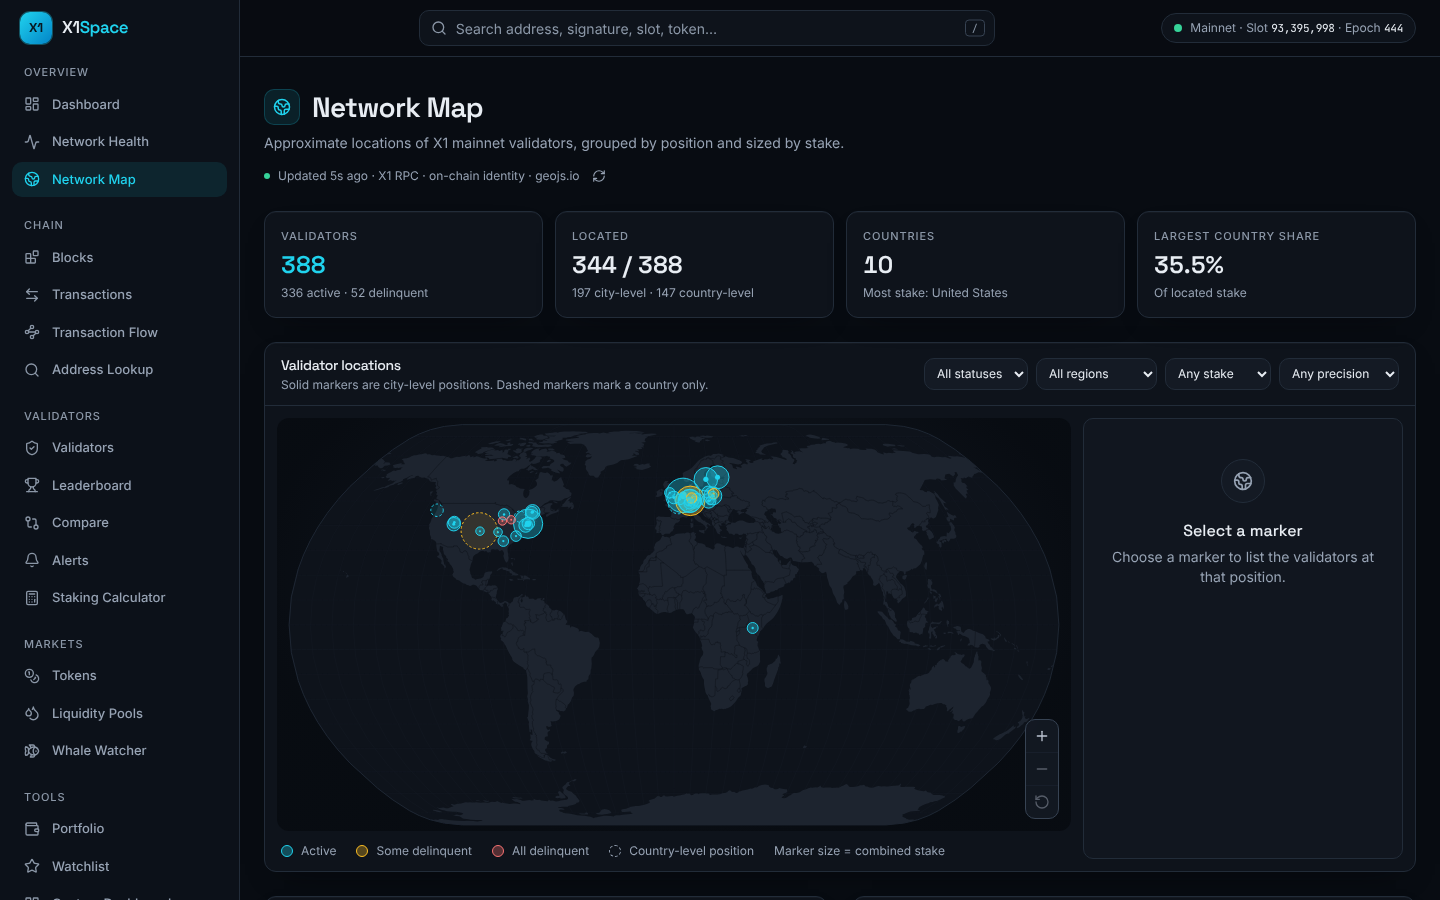 X1
X1Space
Search address, signature, slot, token...
/
Mainnet · Slot 93,395,998 · Epoch 444
OVERVIEW
Dashboard
Network Health
Network Map
CHAIN
Blocks
Transactions
Transaction Flow
Address Lookup
VALIDATORS
Validators
Leaderboard
Compare
Alerts
Staking Calculator
MARKETS
Tokens
Liquidity Pools
Whale Watcher
TOOLS
Portfolio
Watchlist
Network Map
Approximate locations of X1 mainnet validators, grouped by position and sized by stake.
Updated 5s ago · X1 RPC · on-chain identity · geojs.io
VALIDATORS
388
336 active · 52 delinquent
LOCATED
344 / 388
197 city-level · 147 country-level
COUNTRIES
10
Most stake: United States
LARGEST COUNTRY SHARE
35.5%
Of located stake
Validator locations
Solid markers are city-level positions. Dashed markers mark a country only.
All statuses
All regions
Any stake
Any precision
Select a marker
Choose a marker to list the validators at
that position.
Active
Some delinquent
All delinquent
Country-level position
Marker size = combined stake